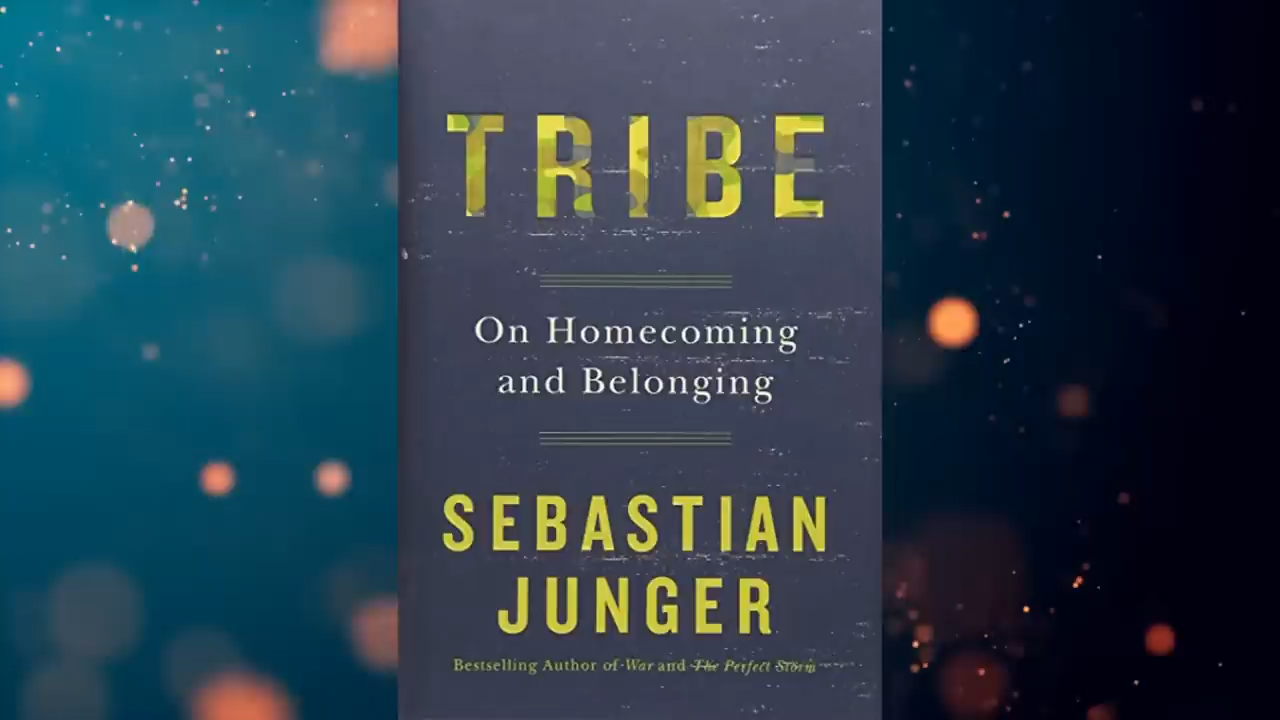 TRIBE
On Homecoming
and Belonging
SEBASTIAN
JUNGER
Bestselling Author of War and The Perfect Storm